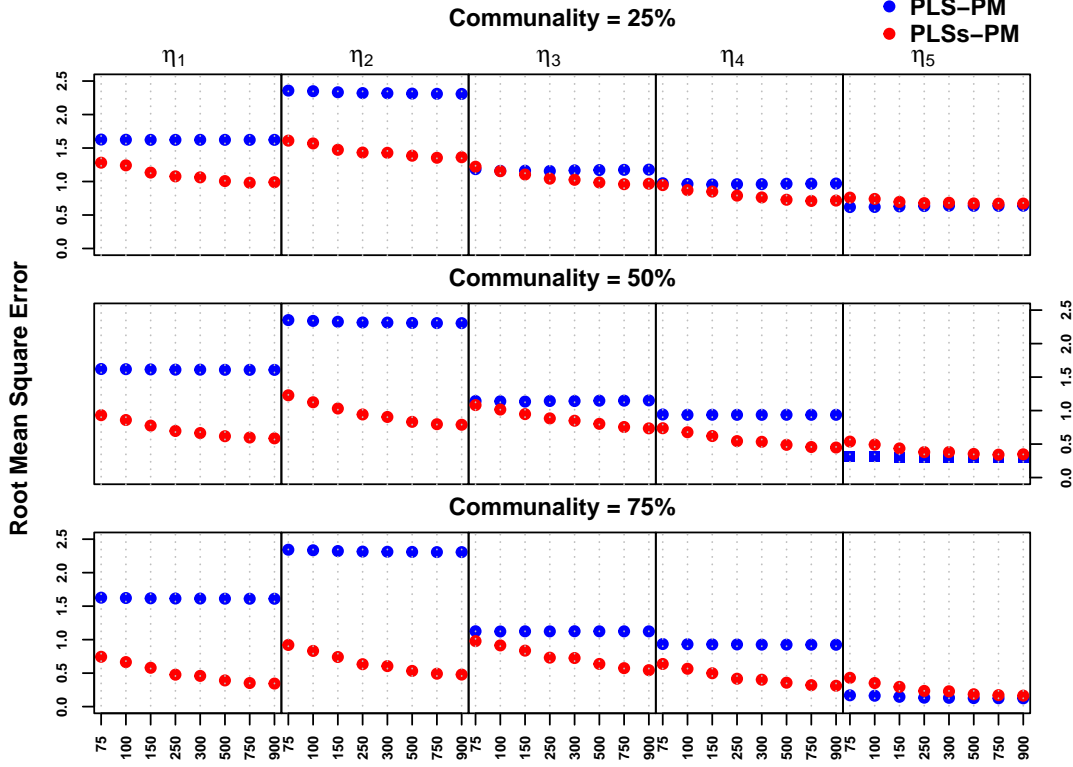 Communality = 25%
PLS−PM
PLSs−PM
η1 η2 η3 η4 η5
0.0 0.5 1.0 1.5 2.0 2.5
Communality = 50%
0.0 0.5 1.0 1.5 2.0 2.5
Root Mean Square Error
Communality = 75%
0.0 0.5 1.0 1.5 2.0 2.5
75 100 150 250 300 500 750 900 75 100 150 250 300 500 750 900 75 100 150 250 300 500 750 900 75 100 150 250 300 500 750 900 75 100 150 250 300 500 750 900